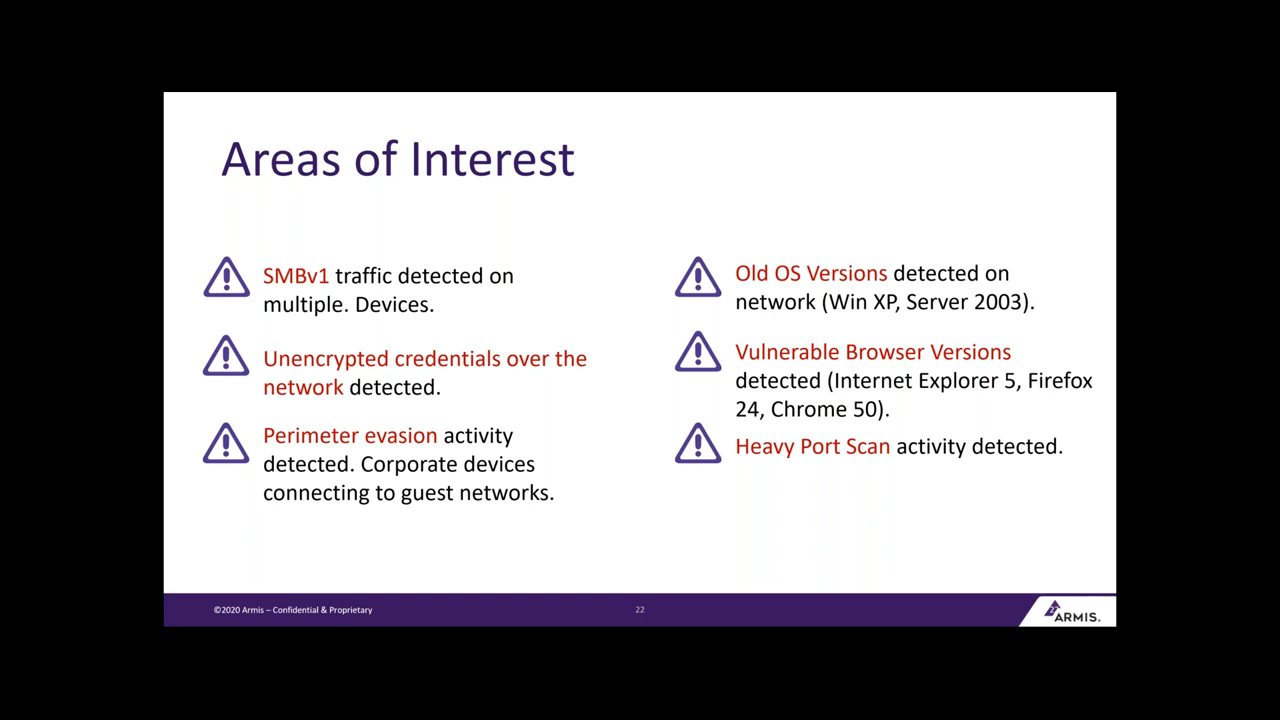 Areas of Interest
SMBv1 traffic detected on
multiple. Devices.
Unencrypted credentials over the
network detected.
Perimeter evasion activity
detected. Corporate devices
connecting to guest networks.
Old OS Versions detected on
network (Win XP, Server 2003).
Vulnerable Browser Versions
detected (Internet Explorer 5, Firefox
24, Chrome 50).
Heavy Port Scan activity detected.
©2020 Armis – Confidential & Proprietary
22
ARMIS.